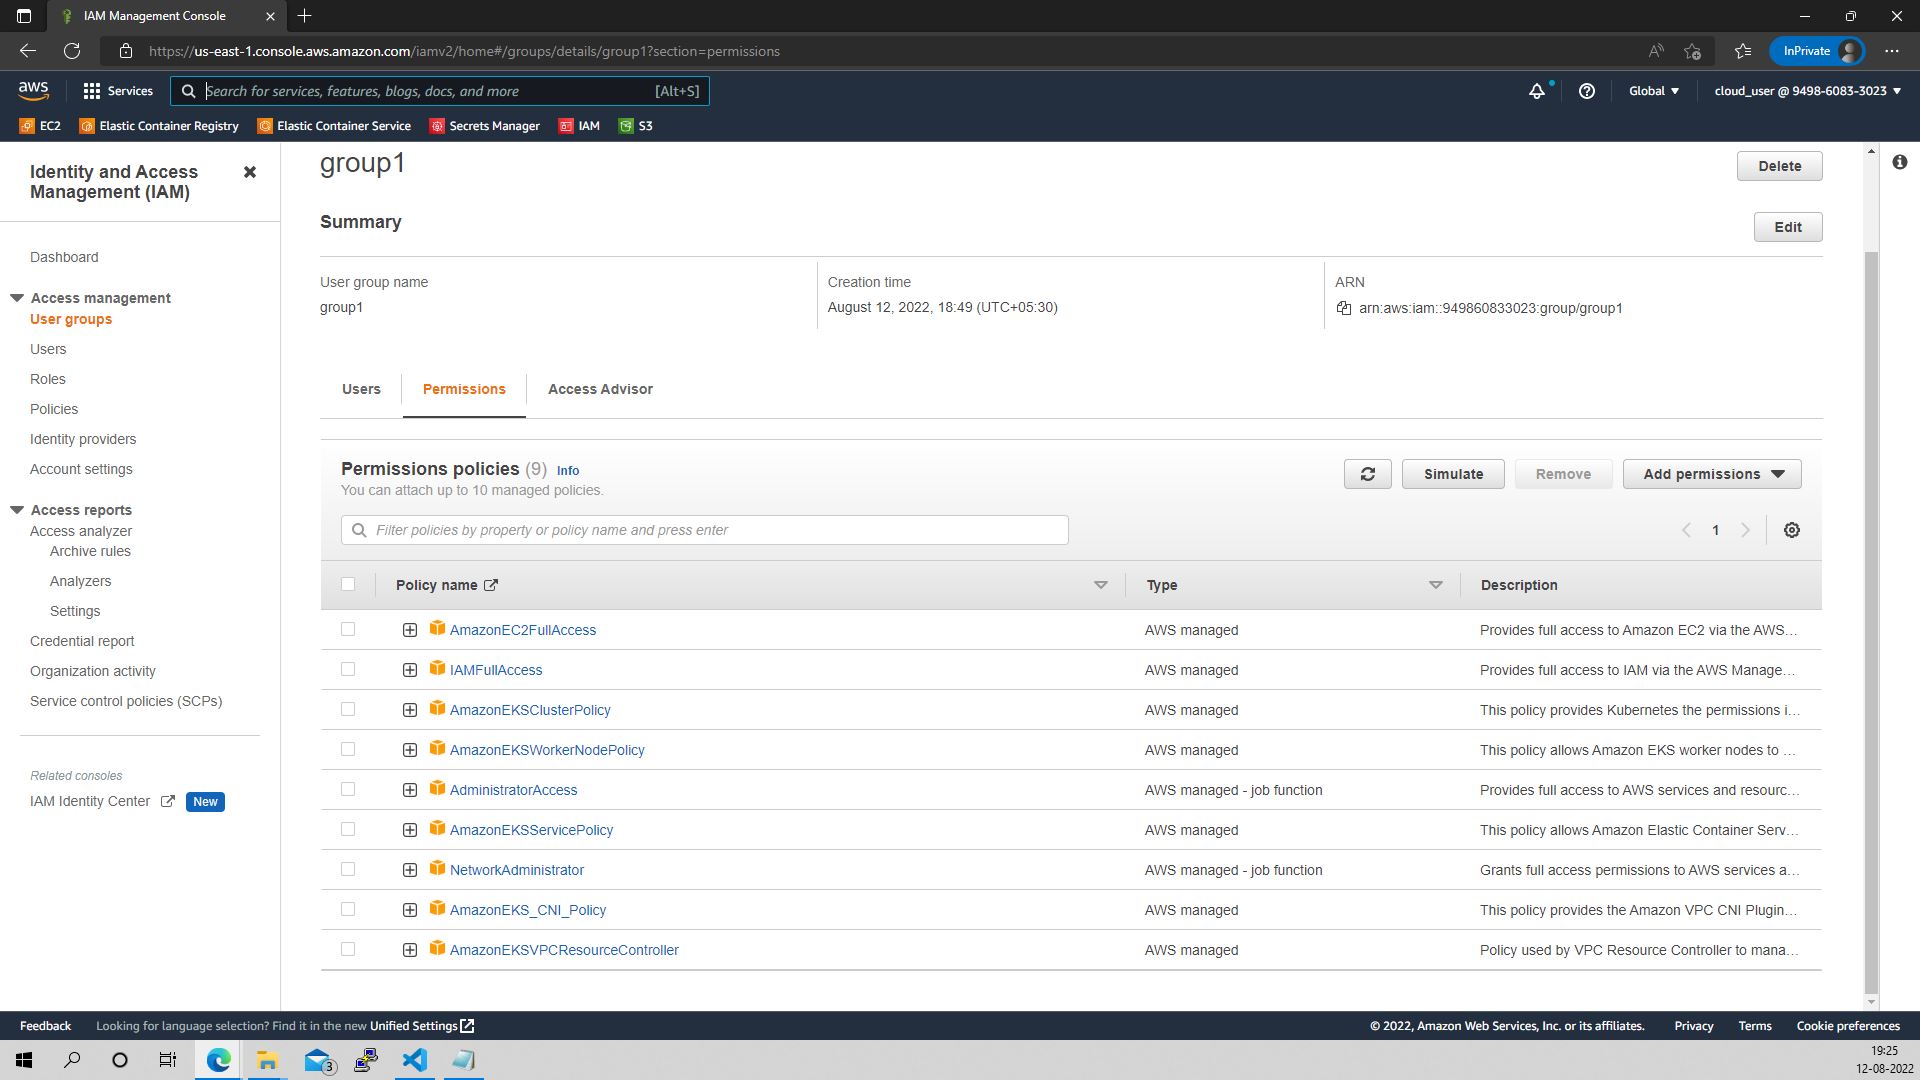 IAM Management Console
https://us-east-1.console.aws.amazon.com/iamv2/home#/groups/details/group1?section=permissions
InPrivate
aws
Services
Search for services, features, blogs, docs, and more
[Alt+S]
Global
cloud_user @ 9498-6083-3023
EC2
Elastic Container Registry
Elastic Container Service
Secrets Manager
IAM
S3
Identity and Access
Management (IAM)
Dashboard
Access management
User groups
Users
Roles
Policies
Identity providers
Account settings
Access reports
Access analyzer
Archive rules
Analyzers
Settings
Credential report
Organization activity
Service control policies (SCPs)
Related consoles
IAM Identity Center
New
group1
Delete
Summary
Edit
User group name
group1
Creation time
August 12, 2022, 18:49 (UTC+05:30)
ARN
arn:aws:iam::949860833023:group/group1
Users
Permissions
Access Advisor
Permissions policies (9) Info
You can attach up to 10 managed policies.
Simulate
Remove
Add permissions
Filter policies by property or policy name and press enter
1
Policy name
Type
Description
AmazonEC2FullAccess
AWS managed
Provides full access to Amazon EC2 via the AWS...
IAMFullAccess
AWS managed
Provides full access to IAM via the AWS Manage...
AmazonEKSClusterPolicy
AWS managed
This policy provides Kubernetes the permissions i...
AmazonEKSWorkerNodePolicy
AWS managed
This policy allows Amazon EKS worker nodes to ...
AdministratorAccess
AWS managed - job function
Provides full access to AWS services and resourc...
AmazonEKSServicePolicy
AWS managed
This policy allows Amazon Elastic Container Serv...
NetworkAdministrator
AWS managed - job function
Grants full access permissions to AWS services a...
AmazonEKS_CNI_Policy
AWS managed
This policy provides the Amazon VPC CNI Plugin...
AmazonEKSVPCResourceController
AWS managed
Policy used by VPC Resource Controller to mana...
Feedback
Looking for language selection? Find it in the new Unified Settings
© 2022, Amazon Web Services, Inc. or its affiliates.
Privacy
Terms
Cookie preferences
3
19:25
12-08-2022